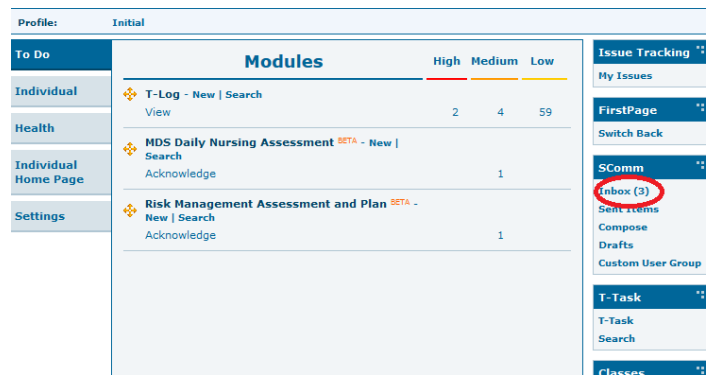 Profile: Initial
To Do
Individual
Health
Individual
Home Page
Settings
Modules High Medium Low
T-Log - New | Search
View 2 4 59
MDS Daily Nursing Assessment BETA - New |
Search
Acknowledge 1
Risk Management Assessment and Plan BETA -
New | Search
Acknowledge 1
Issue Tracking
My Issues
FirstPage
Switch Back
SComm
Inbox (3)
Sent Items
Compose
Drafts
Custom User Group
T-Task
T-Task
Search
Classes